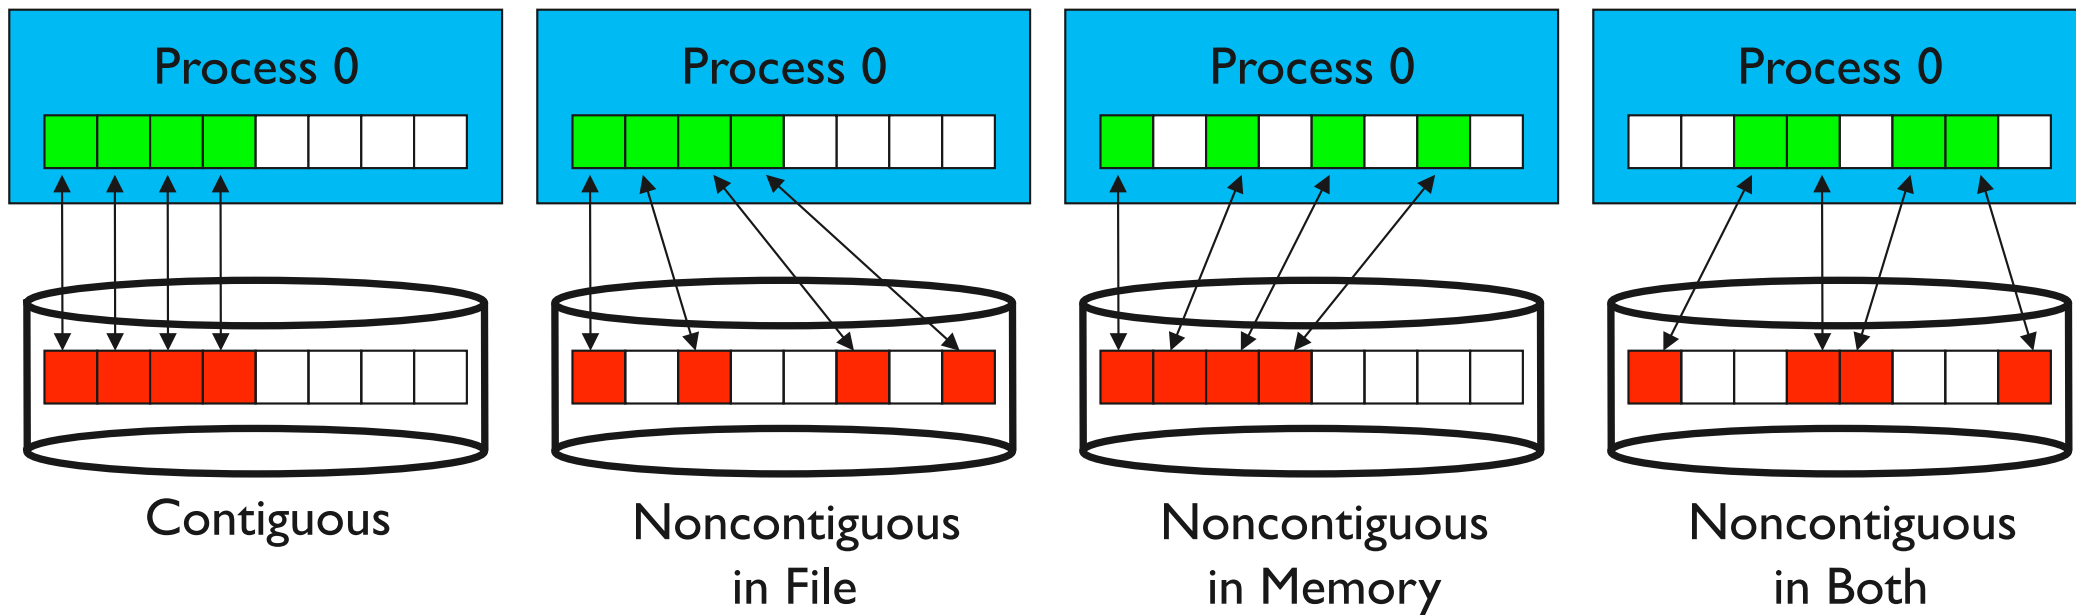 Process 0
Process 0
Process 0
Process 0
Contiguous
Noncontiguous
in File
Noncontiguous
in Memory
Noncontiguous
in Both